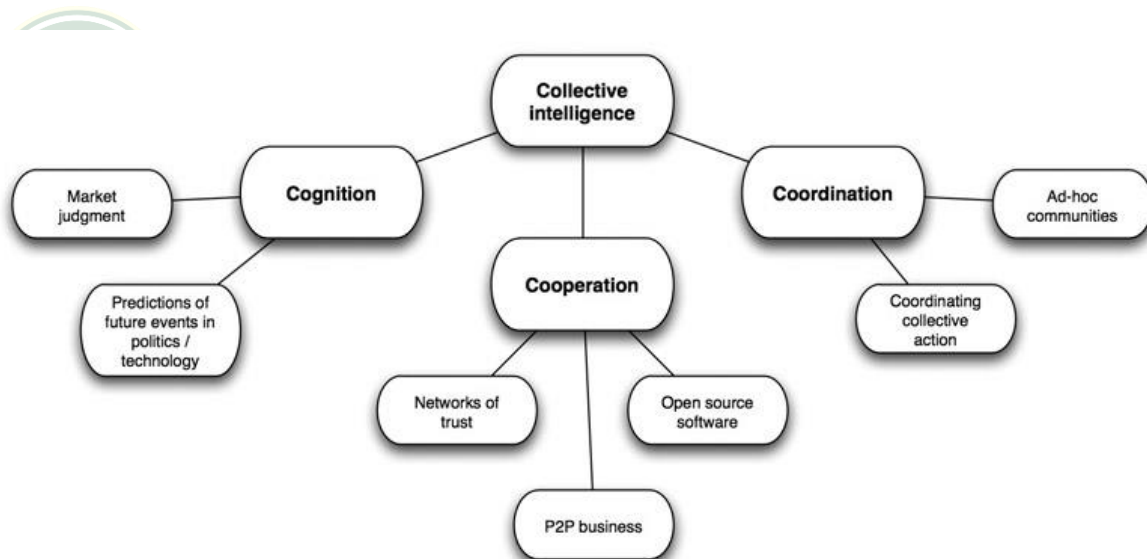 Collective
intelligence
Cognition
Coordination
Market
judgment
Ad-hoc
communities
Cooperation
Predictions of
future events in
politics /
technology
Coordinating
collective
action
Networks of
trust
Open source
software
P2P business